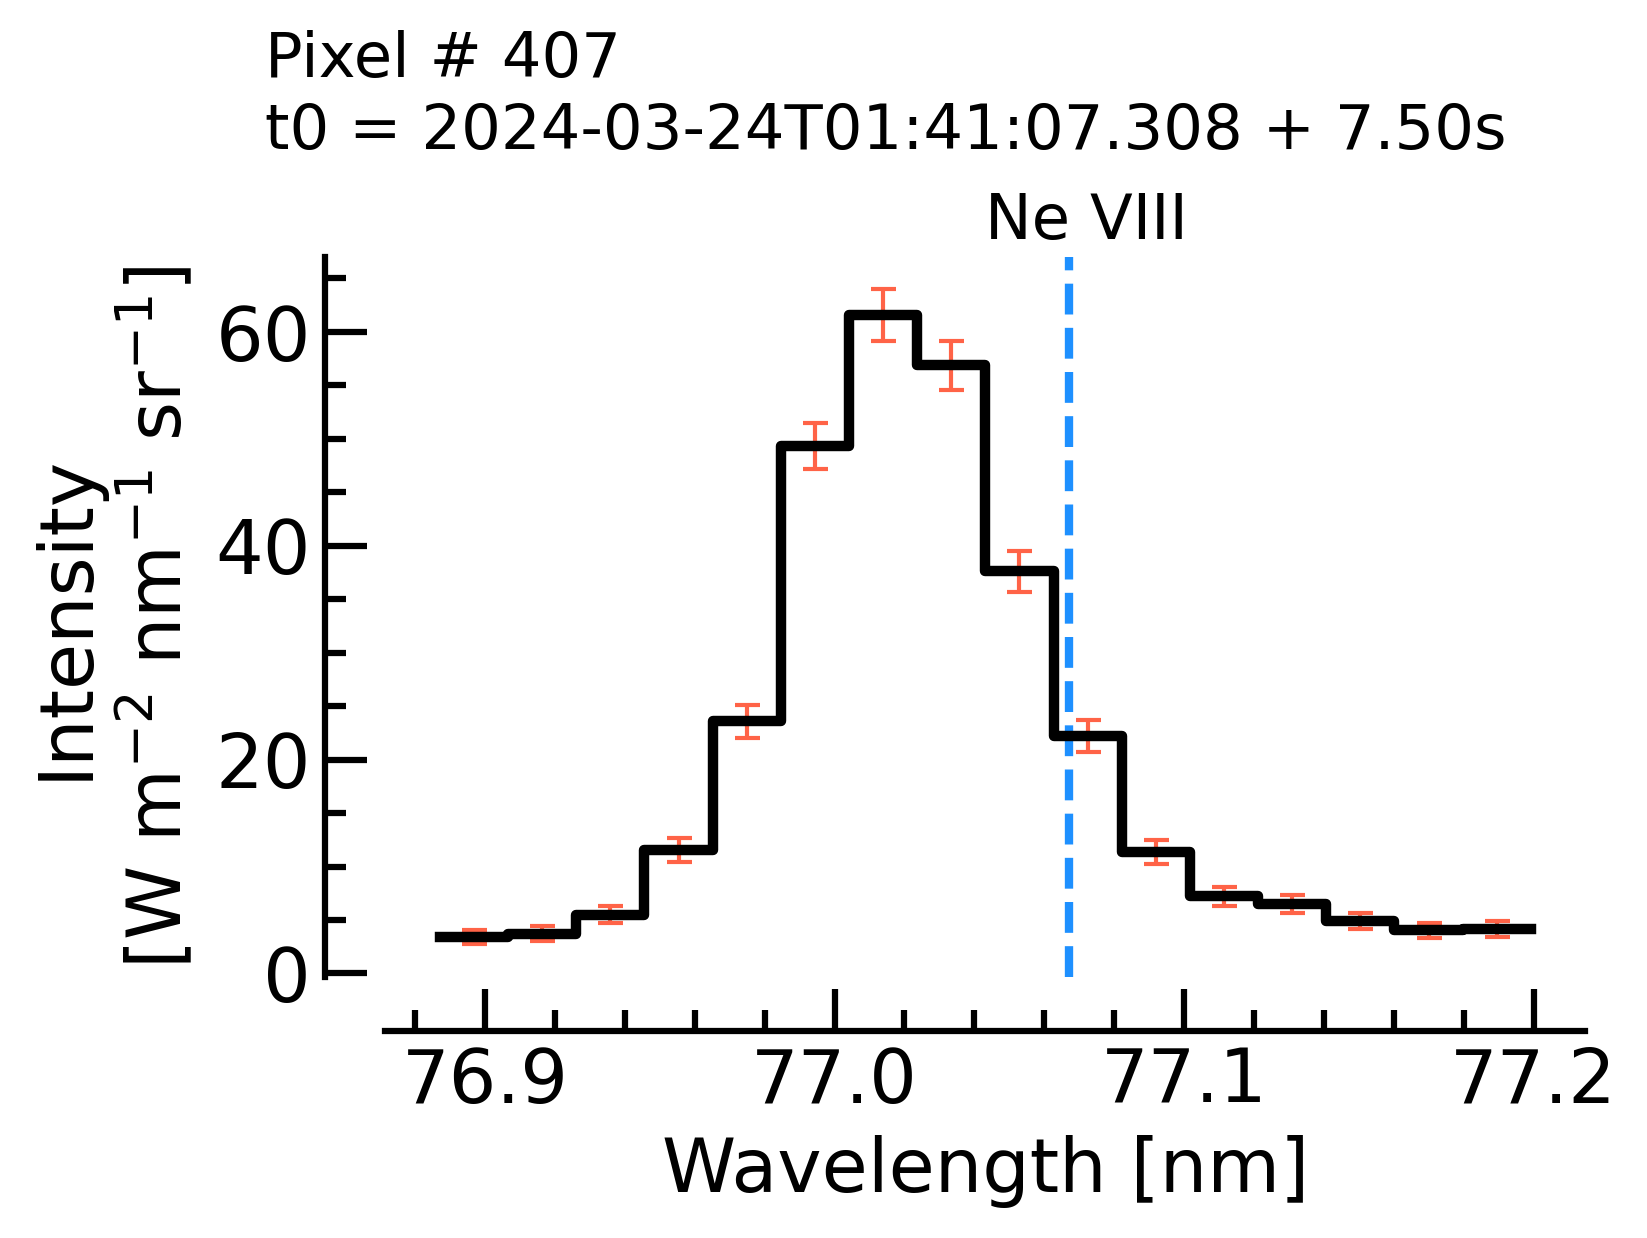 Pixel # 407
t0 = 2024-03-24T01:41:07.308 + 7.50s
Ne VIII
Intensity
[W m⁻² nm⁻¹ sr⁻¹]
60
40
20
0
76.9 77.0 77.1 77.2
Wavelength [nm]